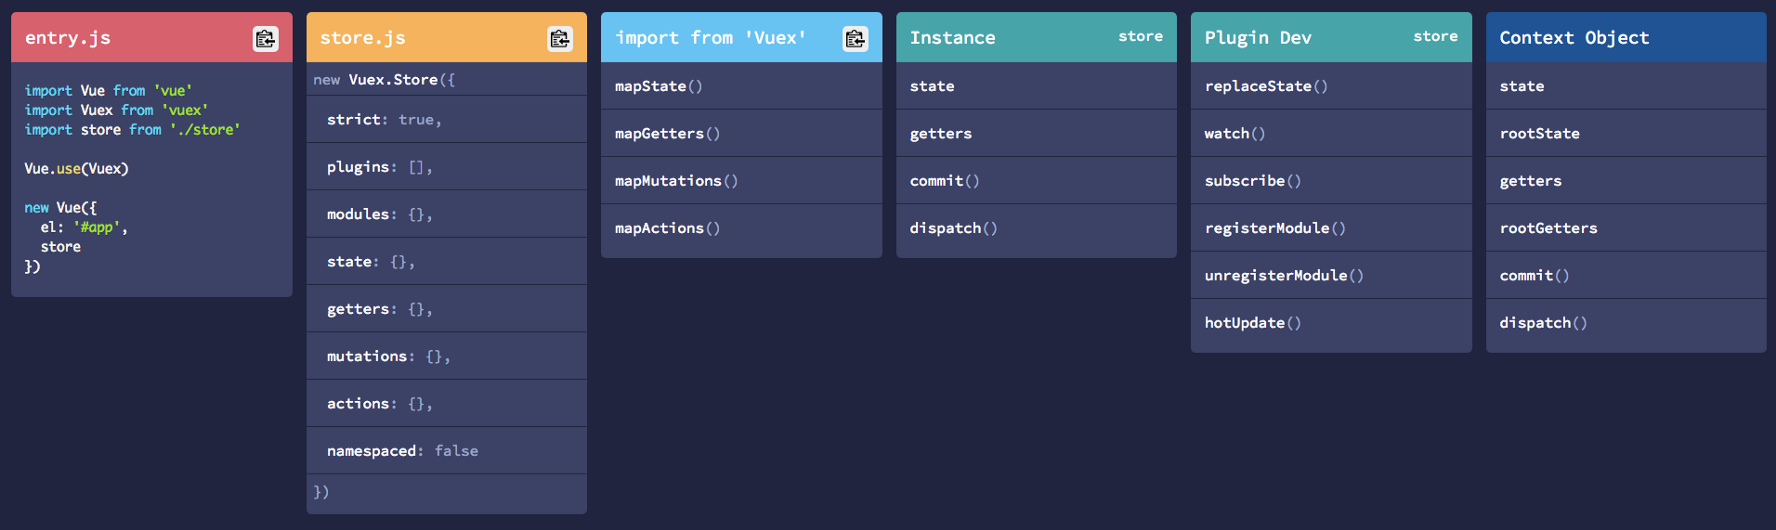 entry.js
import Vue from 'vue'
import Vuex from 'vuex'
import store from './store'
Vue.use(Vuex)
new Vue({
el: '#app',
store
})
store.js
new Vuex.Store({
strict: true,
plugins: [],
modules: {},
state: {},
getters: {},
mutations: {},
actions: {},
namespaced: false
})
import from 'Vuex'
mapState()
mapGetters()
mapMutations()
mapActions()
Instance store
state
getters
commit()
dispatch()
Plugin Dev store
replaceState()
watch()
subscribe()
registerModule()
unregisterModule()
hotUpdate()
Context Object
state
rootState
getters
rootGetters
commit()
dispatch()